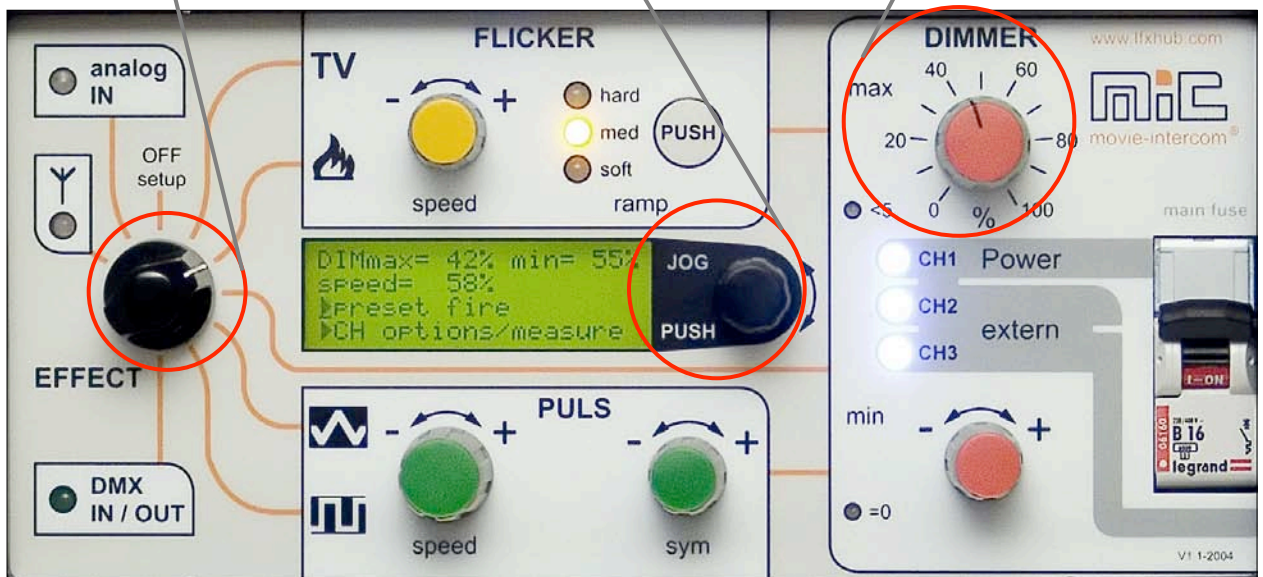 analog
IN
OFF
setup
EFFECT
DMX
IN / OUT
FLICKER
TV
- +
speed
hard
med
soft
PUSH
ramp
DIMmax= 42% min= 55%
speed= 58%
preset fire
CH options/measure
JOG
PUSH
PULS
- +
speed
- +
sym
DIMMER
max
0
20
40
60
80
100
%
<5
CH1 Power
CH2
extern
CH3
min
- +
=0
www.lfxhub.com
mic
movie-intercom®
main fuse
I-ON
06160
B 16
legrand
V1.1-2004